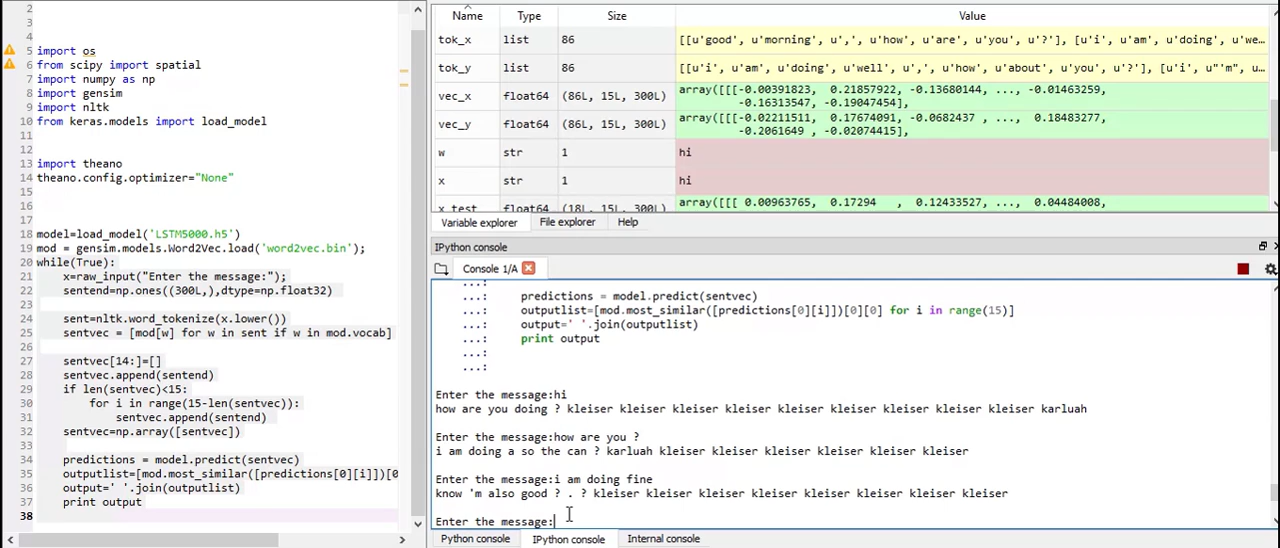 2
3
4
5 import os
6 from scipy import spatial
7 import numpy as np
8 import gensim
9 import nltk
10 from keras.models import load_model
11
12
13 import theano
14 theano.config.optimizer="None"
15
16
17
18 model=load_model('LSTM5000.h5')
19 mod = gensim.models.Word2Vec.load('word2vec.bin');
20 while(True):
21 x=raw_input("Enter the message:");
22 sentend=np.ones((300L,),dtype=np.float32)
23
24 sent=nltk.word_tokenize(x.lower())
25 sentvec = [mod[w] for w in sent if w in mod.vocab]
26
27 sentvec[14:]=[]
28 sentvec.append(sentend)
29 if len(sentvec)<15:
30 for i in range(15-len(sentvec)):
31 sentvec.append(sentend)
32 sentvec=np.array([sentvec])
33
34 predictions = model.predict(sentvec)
35 outputlist=[mod.most_similar([predictions[0][i]])[0
36 output=' '.join(outputlist)
37 print output
38
Name Type Size Value
tok_x list 86 [[u'good', u'morning', u',', u'how', u'are', u'you', u'?'], [u'i', u'am', u'doing', u'we…
tok_y list 86 [[u'i', u'am', u'doing', u'well', u',', u'how', u'about', u'you', u'?'], [u'i', u"'m", u…
vec_x float64 (86L, 15L, 300L) array([[[-0.00391823, 0.21857922, -0.13680144, ..., -0.01463259,
-0.16313547, -0.19047454],
vec_y float64 (86L, 15L, 300L) array([[[-0.02211511, 0.17674091, -0.0682437 , ..., 0.18483277,
-0.2061649 , -0.02074415],
w str 1 hi
x str 1 hi
x_test float64 (18L, 15L, 300L) array([[[ 0.00963765, 0.17294 , 0.12433527, ..., 0.04484008,
Variable explorer File explorer Help
IPython console
Console 1/A
...:
...: predictions = model.predict(sentvec)
...: outputlist=[mod.most_similar([predictions[0][i]])[0][0] for i in range(15)]
...: output=' '.join(outputlist)
...: print output
...:
...:
Enter the message:hi
how are you doing ? kleiser kleiser kleiser kleiser kleiser kleiser kleiser kleiser kleiser karluah
Enter the message:how are you ?
i am doing a so the can ? karluah kleiser kleiser kleiser kleiser kleiser kleiser
Enter the message:i am doing fine
know 'm also good ? . ? kleiser kleiser kleiser kleiser kleiser kleiser kleiser kleiser
Enter the message:
Python console IPython console Internal console